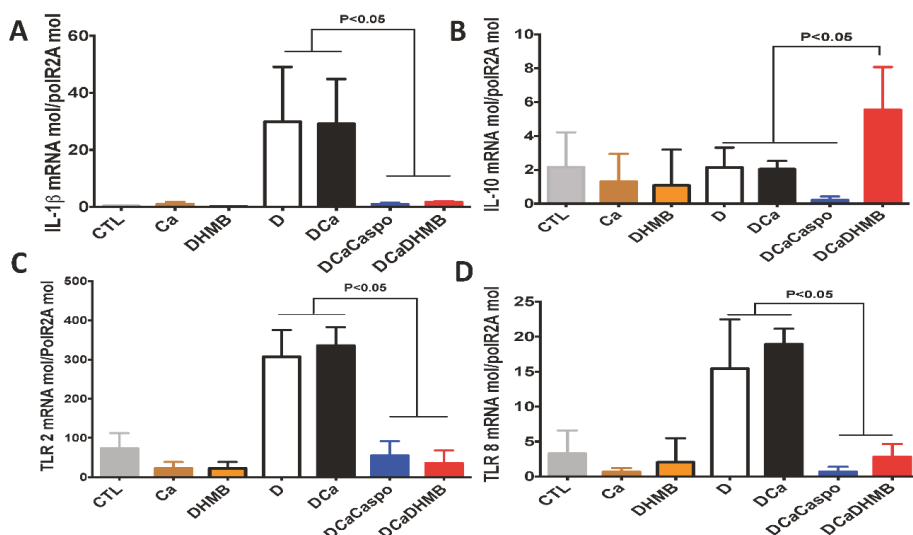 A
IL-1β mRNA mol/polR2A mol
60
40
20
0
P<0.05
CTL
Ca
DHMB
D
DCa
DCaCaspo
DCaDHMB
B
IL-10 mRNA mol/polR2A mol
10
8
6
4
2
0
P<0.05
CTL
Ca
DHMB
D
DCa
DCaCaspo
DCaDHMB
C
TLR 2 mRNA mol/PolR2A mol
500
400
300
200
100
0
P<0.05
CTL
Ca
DHMB
D
DCa
DCaCaspo
DCaDHMB
D
TLR 8 mRNA mol/polR2A mol
25
20
15
10
5
0
P<0.05
CTL
Ca
DHMB
D
DCa
DCaCaspo
DCaDHMB